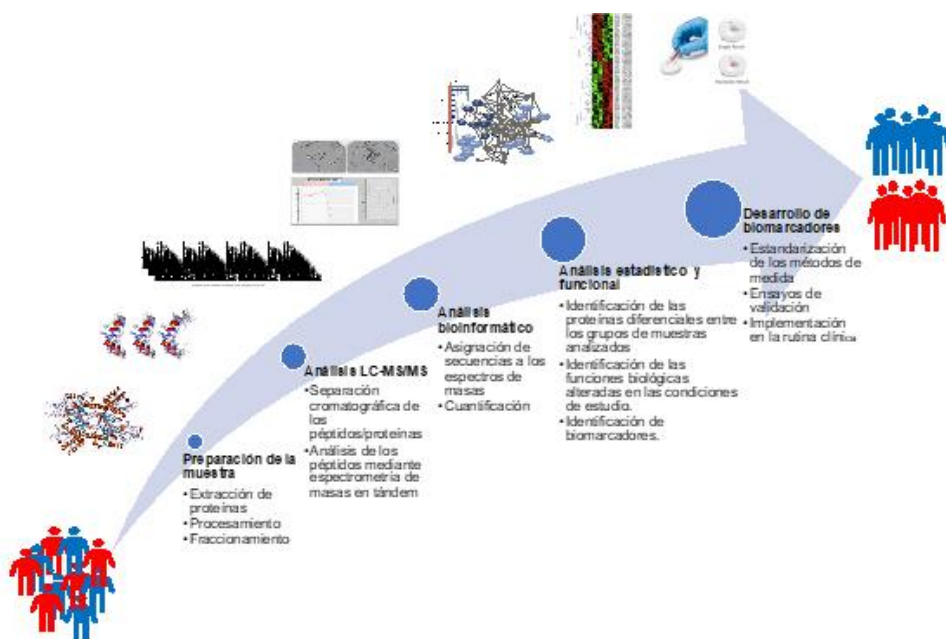 Preparación de la
muestra
• Extracción de
proteínas
• Procesamiento
• Fraccionamiento
Análisis LC-MS/MS
• Separación
cromatográfica de
los
péptidos/proteínas
• Análisis de los
péptidos mediante
espectrometría de
masas en tándem
Análisis
bioinformático
• Asignación de
secuencias a los
espectros de
masas
• Cuantificación
Análisis estadístico y
funcional
• Identificación de las
proteínas diferenciales entre
los grupos de muestras
analizados
• Identificación de las
funciones biológicas
alteradas en las condiciones
de estudio.
• Identificación de
biomarcadores.
Desarrollo de
biomarcadores
• Estandarización
de los métodos de
medida
• Ensayos de
validación
• Implementación
en la rutina clínica